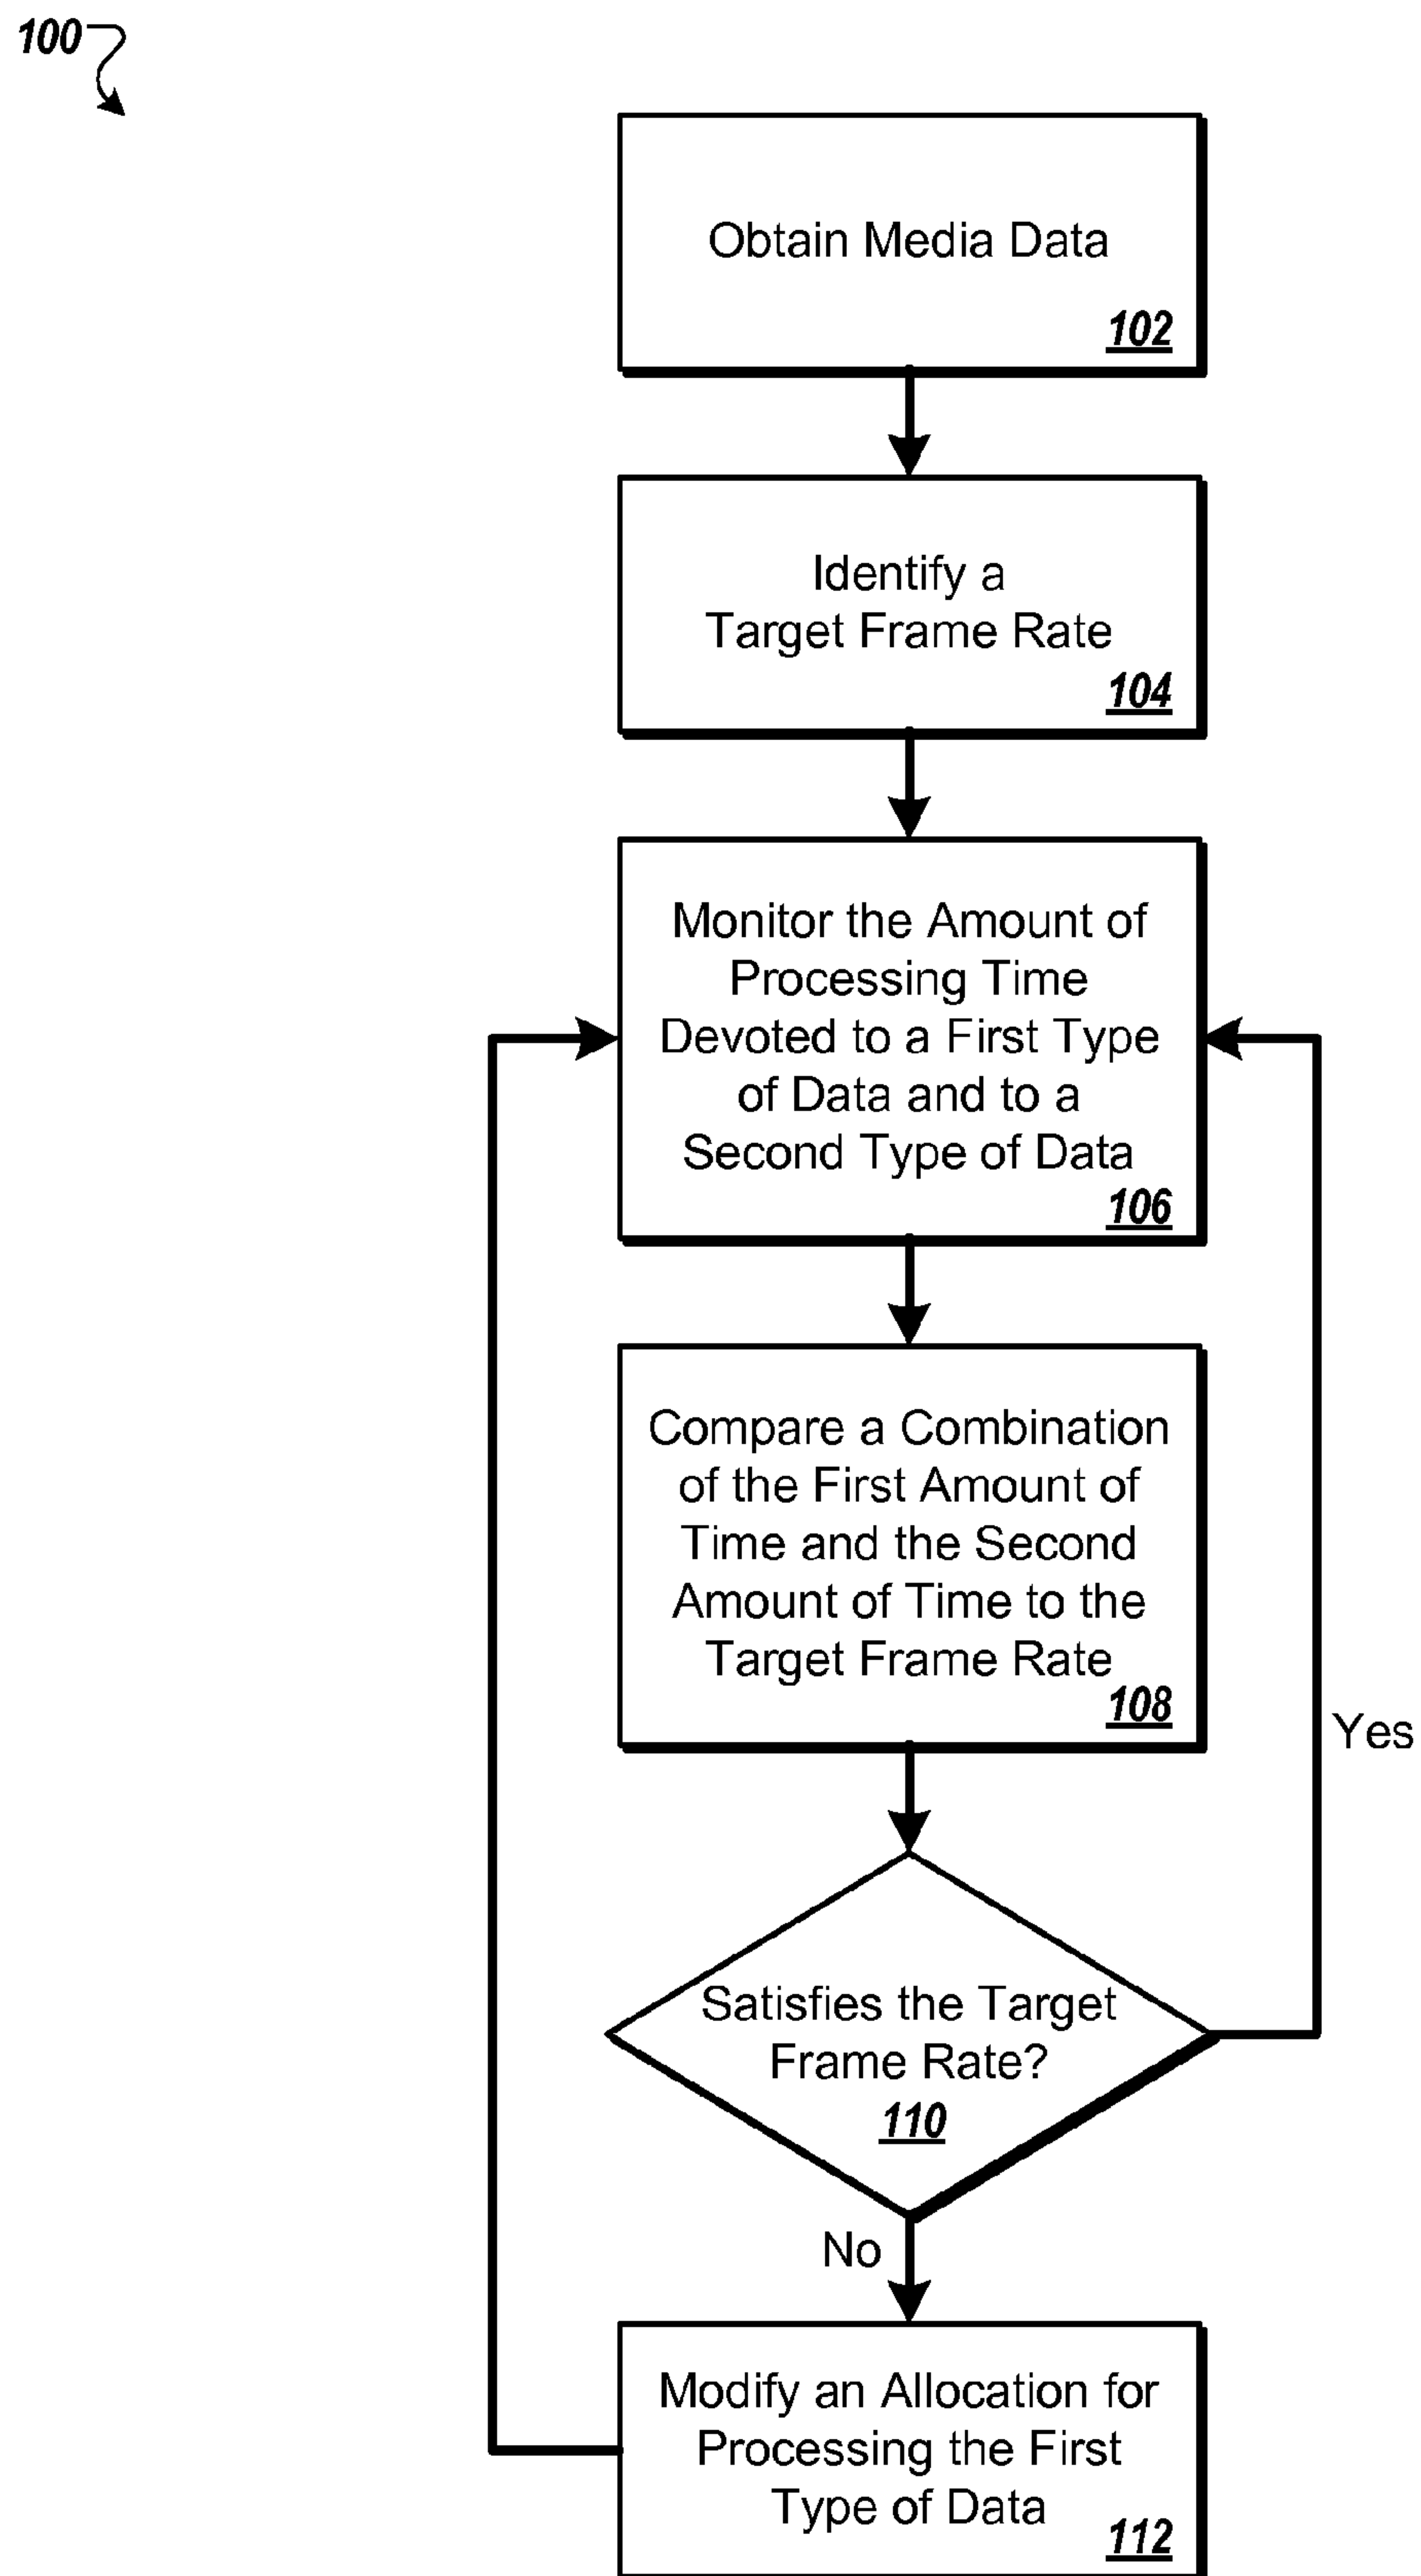 100
Obtain Media Data
102
Identify a
Target Frame Rate
104
Monitor the Amount of
Processing Time
Devoted to a First Type
of Data and to a
Second Type of Data
106
Compare a Combination
of the First Amount of
Time and the Second
Amount of Time to the
Target Frame Rate
108
Yes
Satisfies the Target
Frame Rate?
110
No
Modify an Allocation for
Processing the First
Type of Data
112